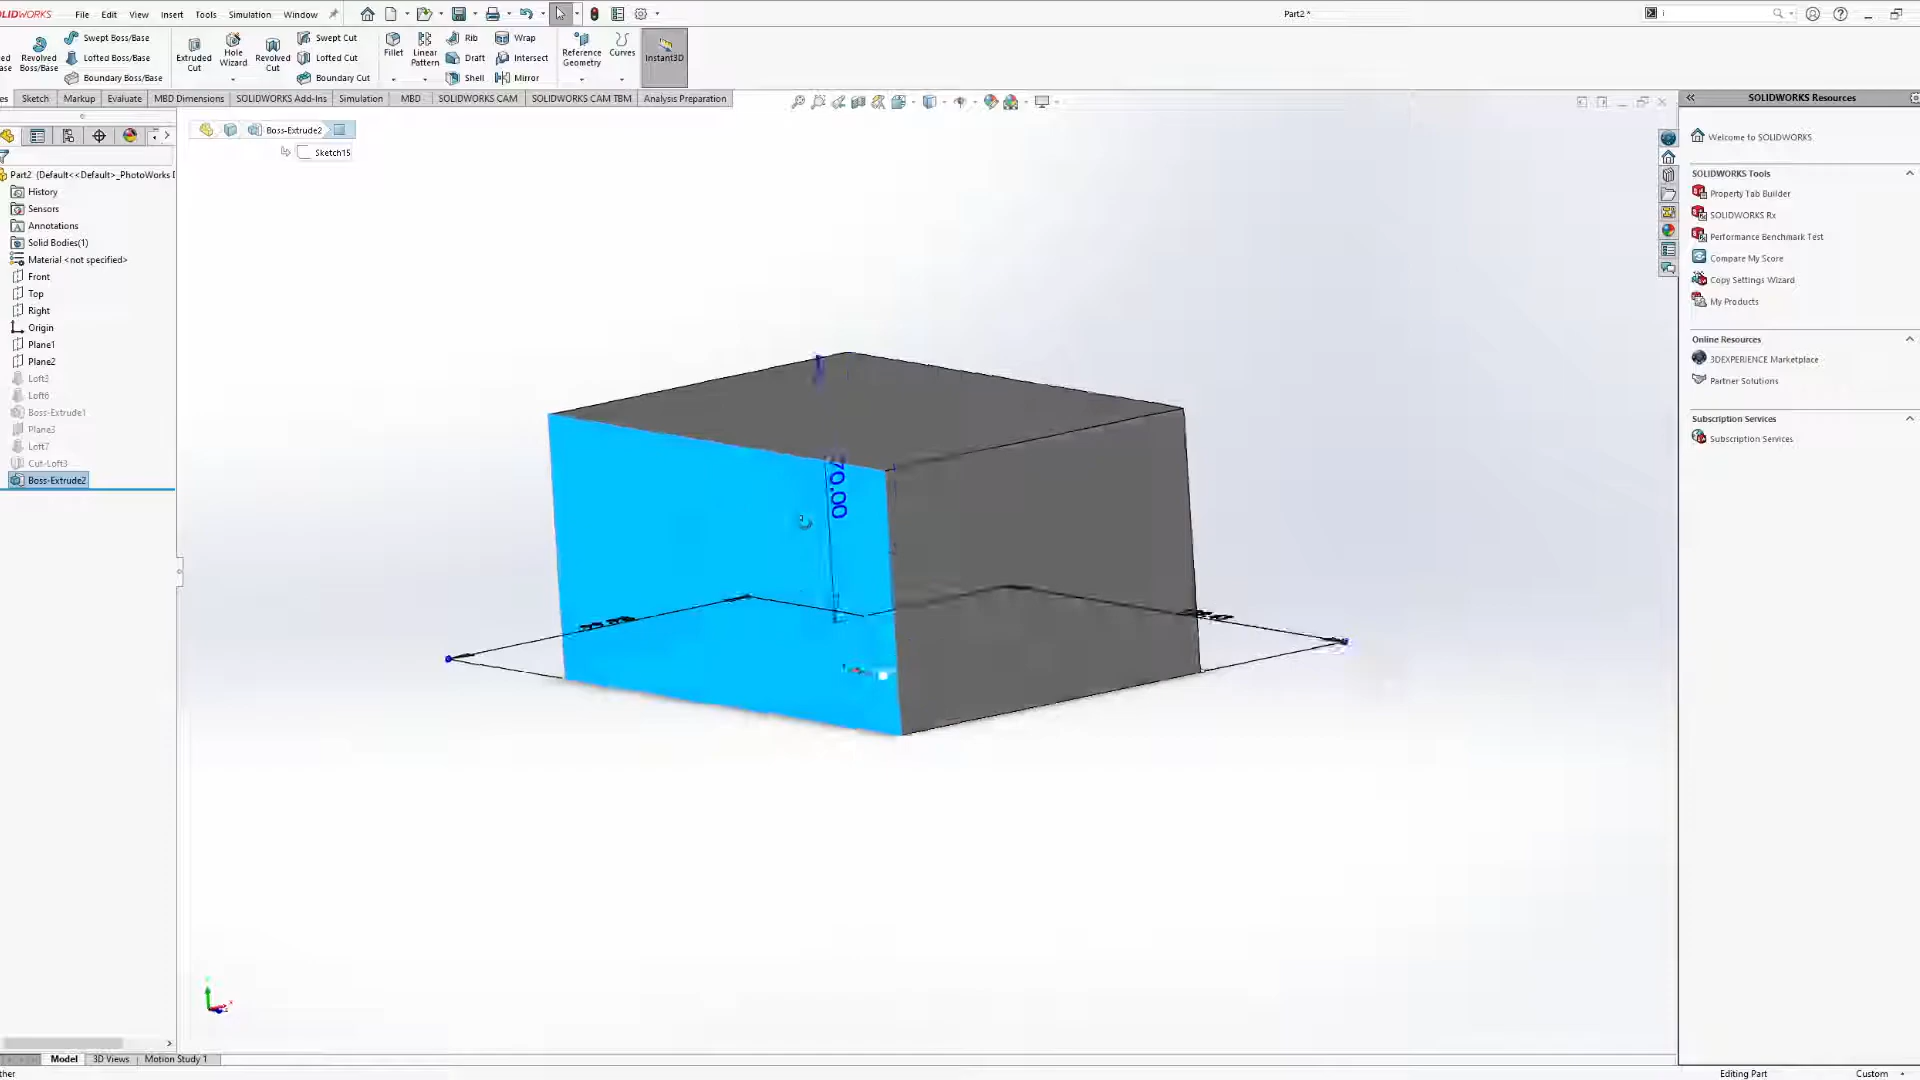 SOLIDWORKS File Edit View Insert Tools Simulation Window Part2 *
Revolved Boss/Base
Swept Boss/Base
Lofted Boss/Base
Boundary Boss/Base
Extruded Cut
Hole Wizard
Revolved Cut
Swept Cut
Lofted Cut
Boundary Cut
Fillet
Linear Pattern
Rib
Draft
Shell
Wrap
Intersect
Mirror
Reference Geometry
Curves
Instant3D
Sketch Markup Evaluate MBD Dimensions SOLIDWORKS Add-Ins Simulation MBD SOLIDWORKS CAM SOLIDWORKS CAM TBM Analysis Preparation
Boss-Extrude2
Sketch15
Part2 (Default<<Default>_PhotoWorks
History
Sensors
Annotations
Solid Bodies(1)
Material <not specified>
Front
Top
Right
Origin
Plane1
Plane2
Loft3
Loft6
Boss-Extrude1
Plane3
Loft7
Cut-Loft3
Boss-Extrude2
70.00
SOLIDWORKS Resources
Welcome to SOLIDWORKS
SOLIDWORKS Tools
Property Tab Builder
SOLIDWORKS Rx
Performance Benchmark Test
Compare My Score
Copy Settings Wizard
My Products
Online Resources
3DEXPERIENCE Marketplace
Partner Solutions
Subscription Services
Subscription Services
Model 3D Views Motion Study 1
Editing Part Custom